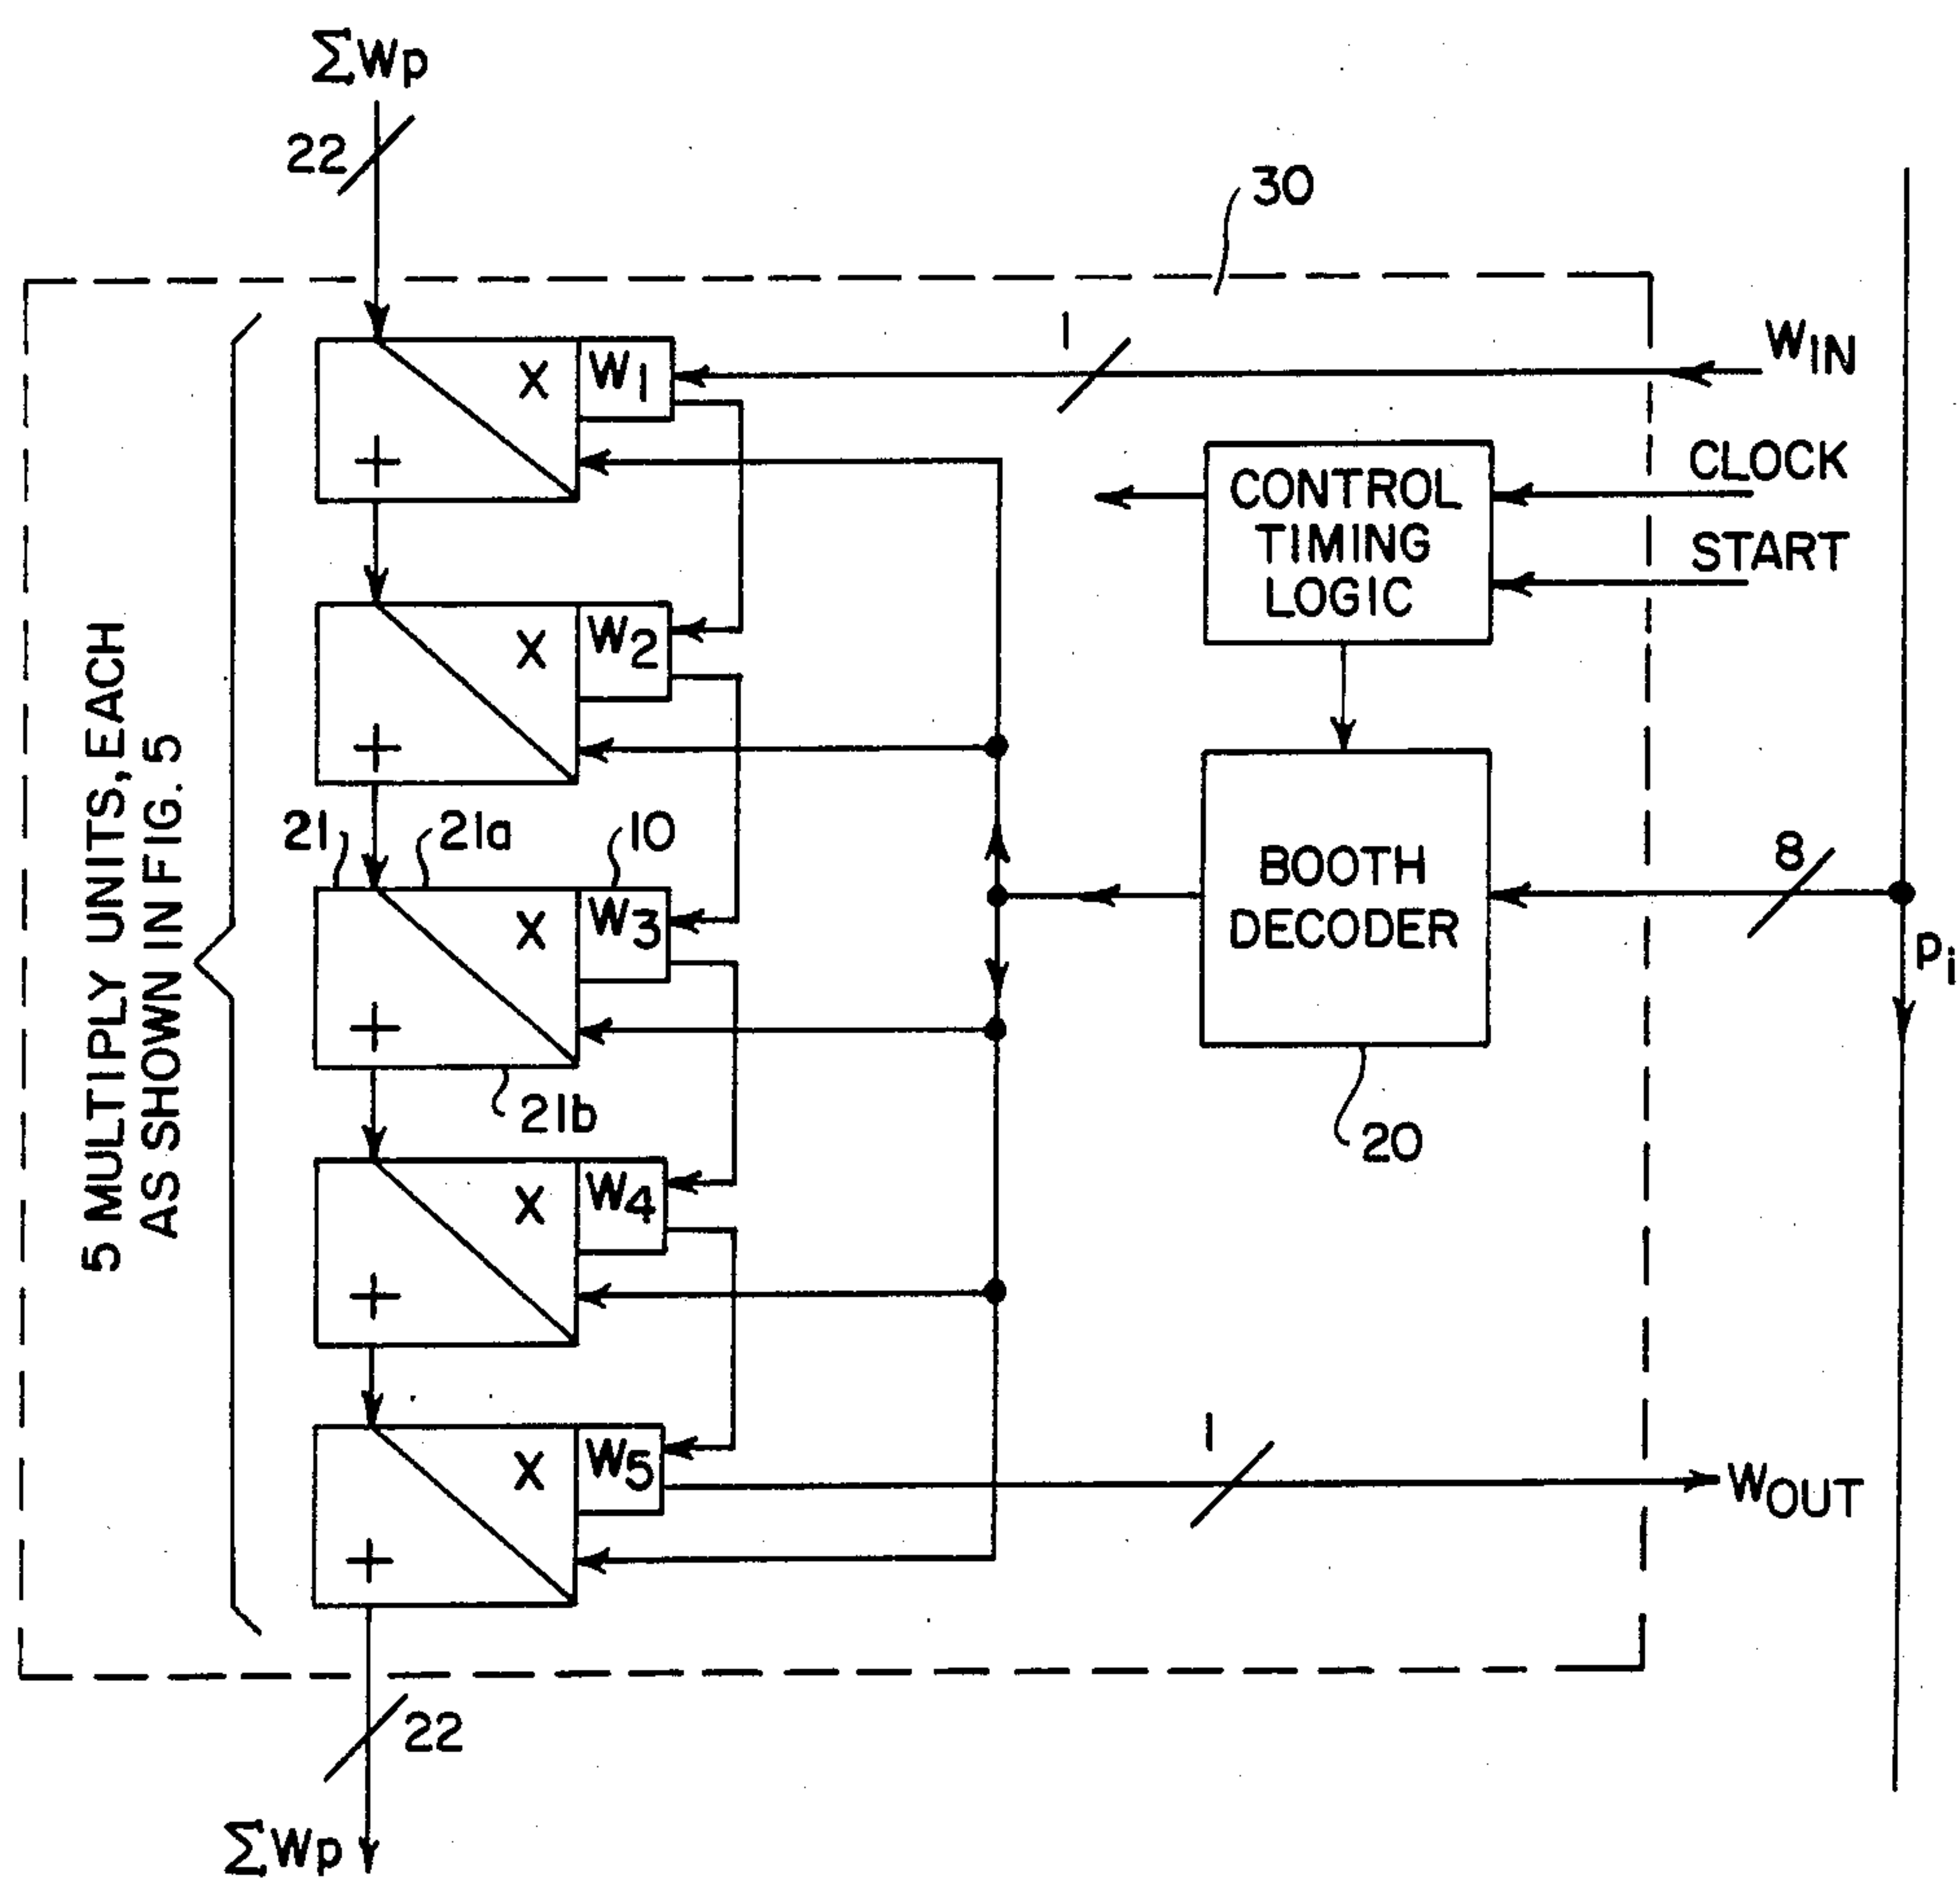 ΣWp
22
30
1
WIN
X
W1
+
CLOCK
CONTROL
TIMING
LOGIC
START
X
W2
+
5 MULTIPLY UNITS, EACH
AS SHOWN IN FIG. 5
21
21a
10
X
W3
+
21b
BOOTH
DECODER
20
8
Pi
X
W4
+
X
W5
+
1
WOUT
22
ΣWp